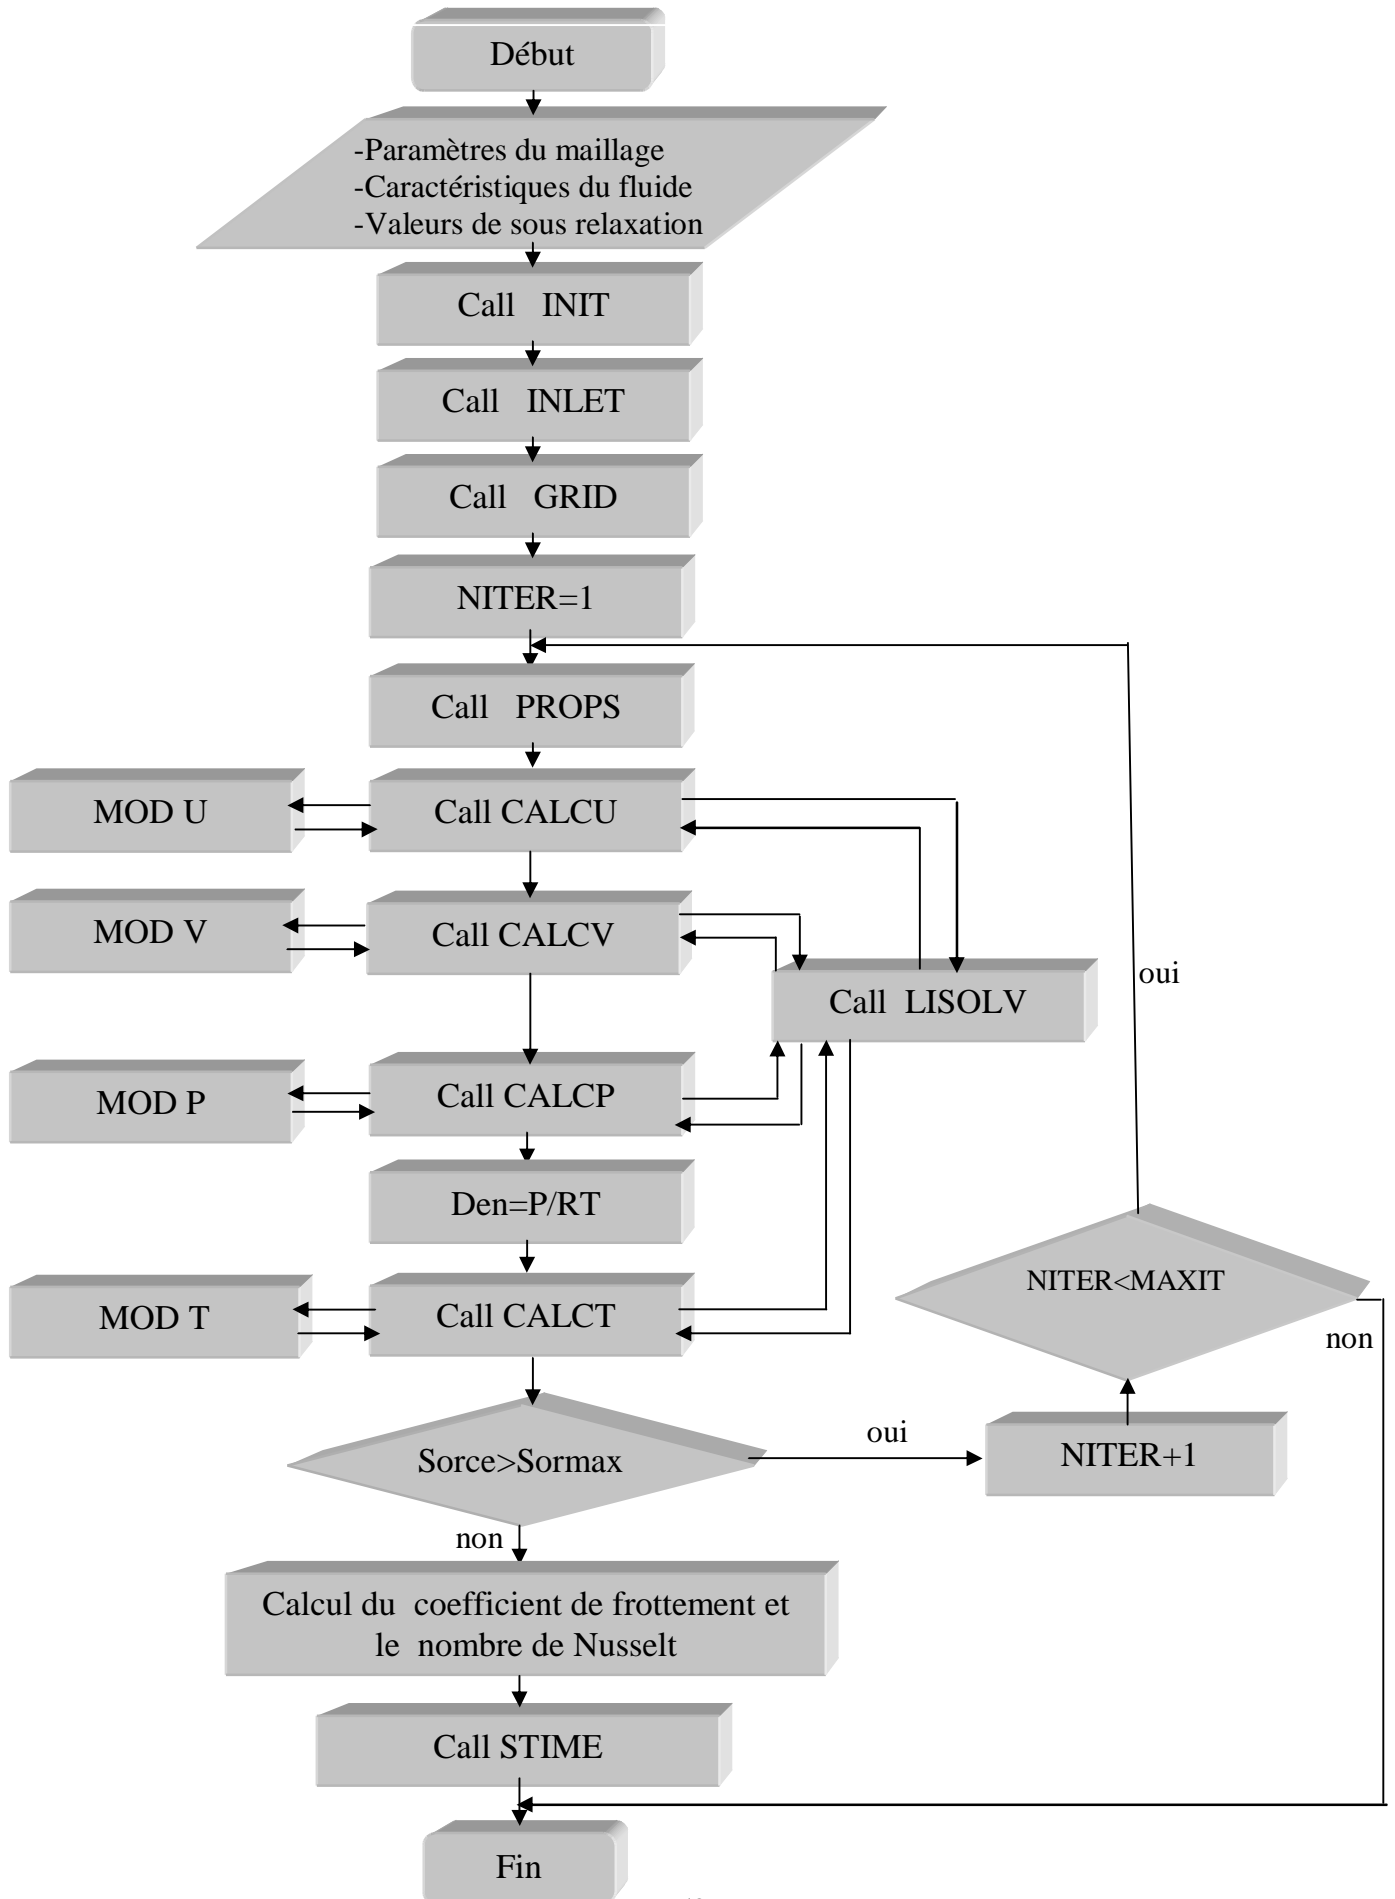 Début
-Paramètres du maillage
-Caractéristiques du fluide
-Valeurs de sous relaxation
Call INIT
Call INLET
Call GRID
NITER=1
Call PROPS
MOD U
Call CALCU
MOD V
Call CALCV
Call LISOLV
oui
MOD P
Call CALCP
Den=P/RT
NITER<MAXIT
MOD T
Call CALCT
non
Sorce>Sormax
oui
NITER+1
non
Calcul du coefficient de frottement et
le nombre de Nusselt
Call STIME
Fin